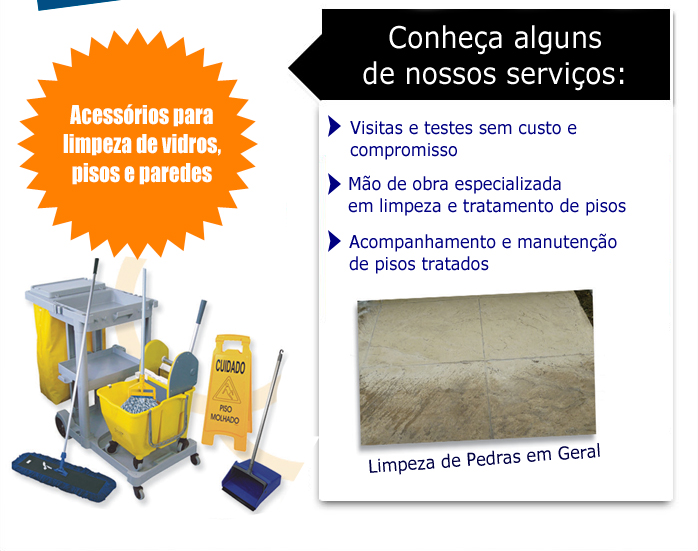 Acessórios para
limpeza de vidros,
pisos e paredes
CUIDADO
PISO
MOLHADO
Conheça alguns
de nossos serviços:
Visitas e testes sem custo e
compromisso
Mão de obra especializada
em limpeza e tratamento de pisos
Acompanhamento e manutenção
de pisos tratados
Limpeza de Pedras em Geral